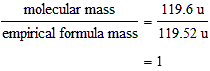 molecular mass / empirical formula mass = 119.6 u / 119.52 u
= 1